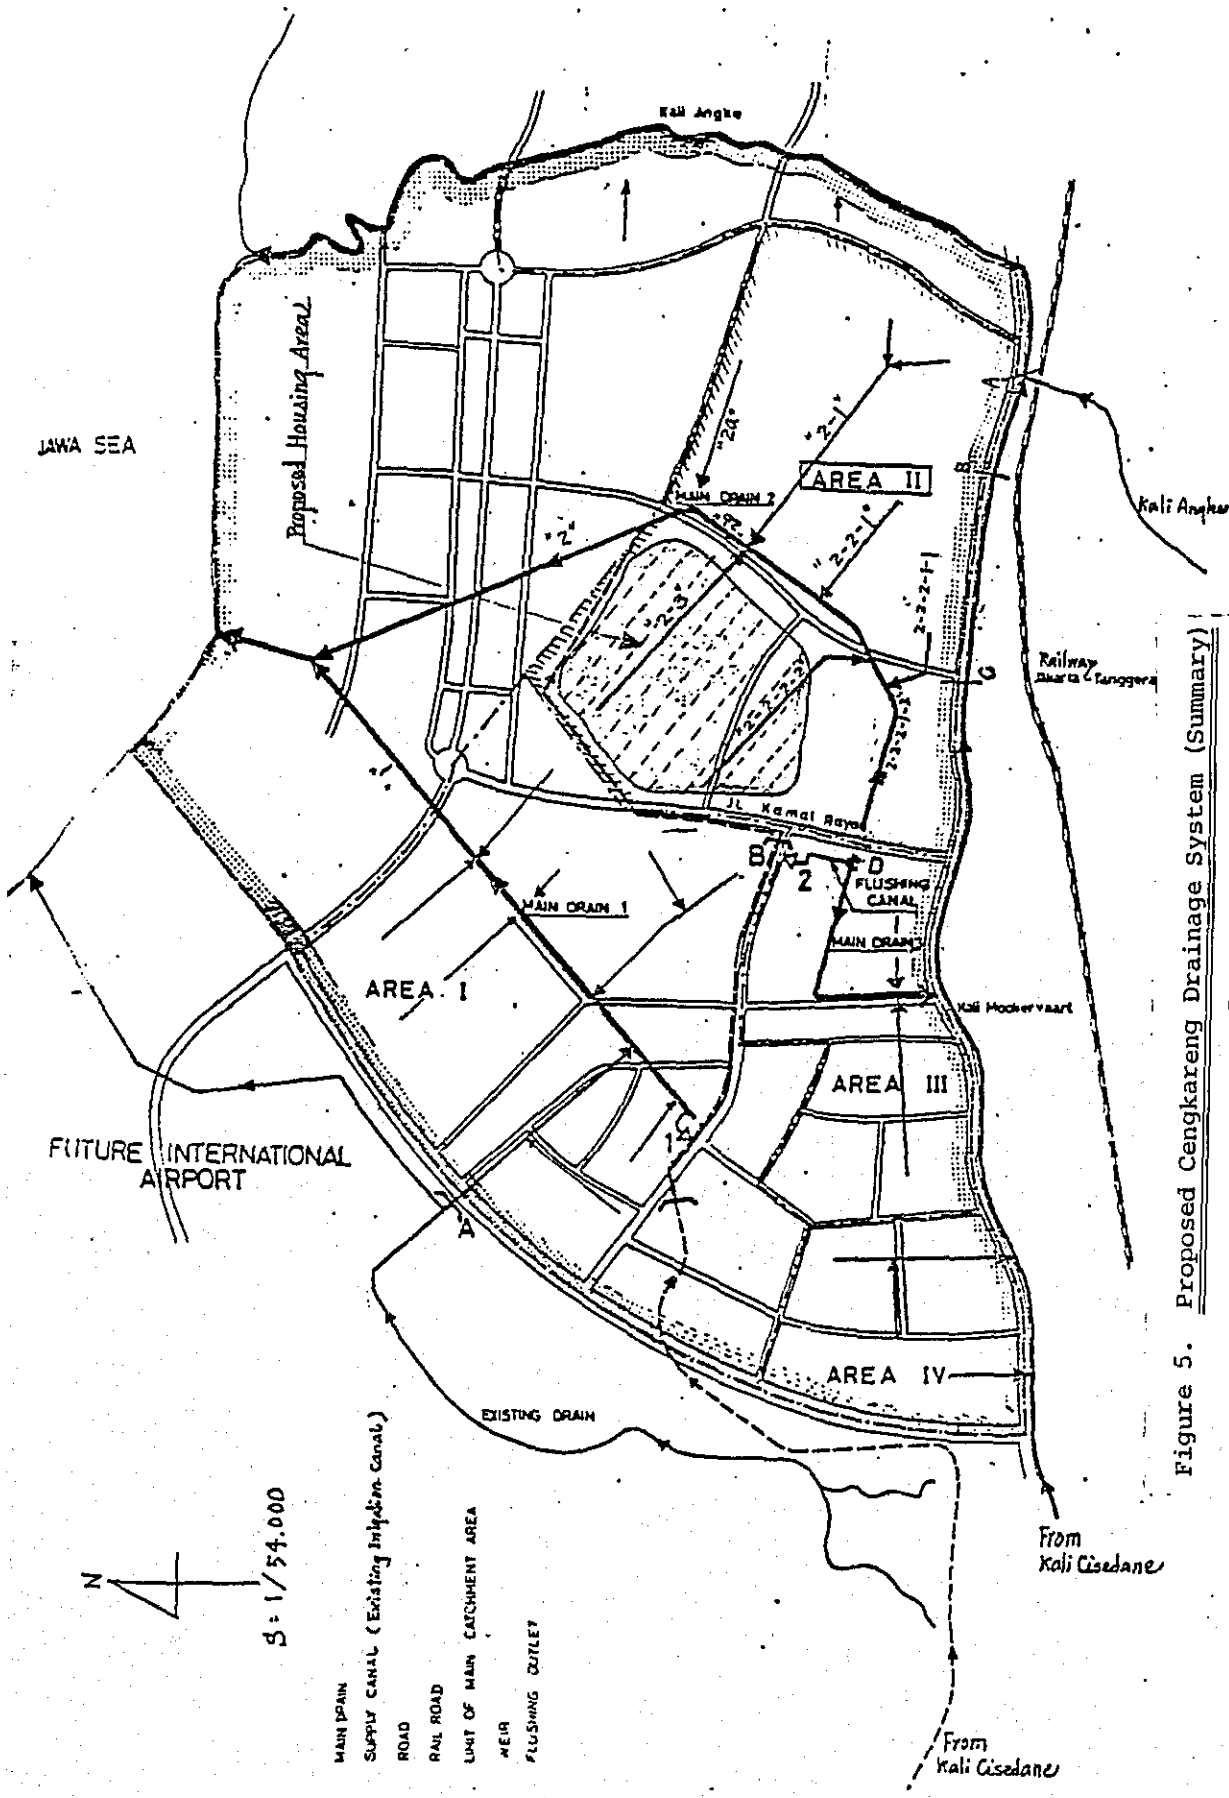 Kali Angke
JAWA SEA
Proposed Housing Area
"2a"
"2-1"
AREA II
MAIN DRAIN 2
Kali Angke
A
B
"2"
"2-2-1"
"2-3"
2-2-2-1-1
Railway
C
"1"
JL Kamal Raya
B
2
D
FLUSHING
CANAL
MAIN DRAIN 1
MAIN DRAIN 3
AREA I
Kali Mookervaart
AREA III
FUTURE INTERNATIONAL
AIRPORT
1
A
AREA IV
EXISTING DRAIN
N
S = 1/54.000
MAIN DRAIN
SUPPLY CANAL (Existing Irrigation Canal)
ROAD
RAIL ROAD
LIMIT OF MAIN CATCHMENT AREA
WEIR
FLUSHING OUTLET
From
Kali Cisedane
From
Kali Cisedane
Figure 5. Proposed Cengkareng Drainage System (Summary)